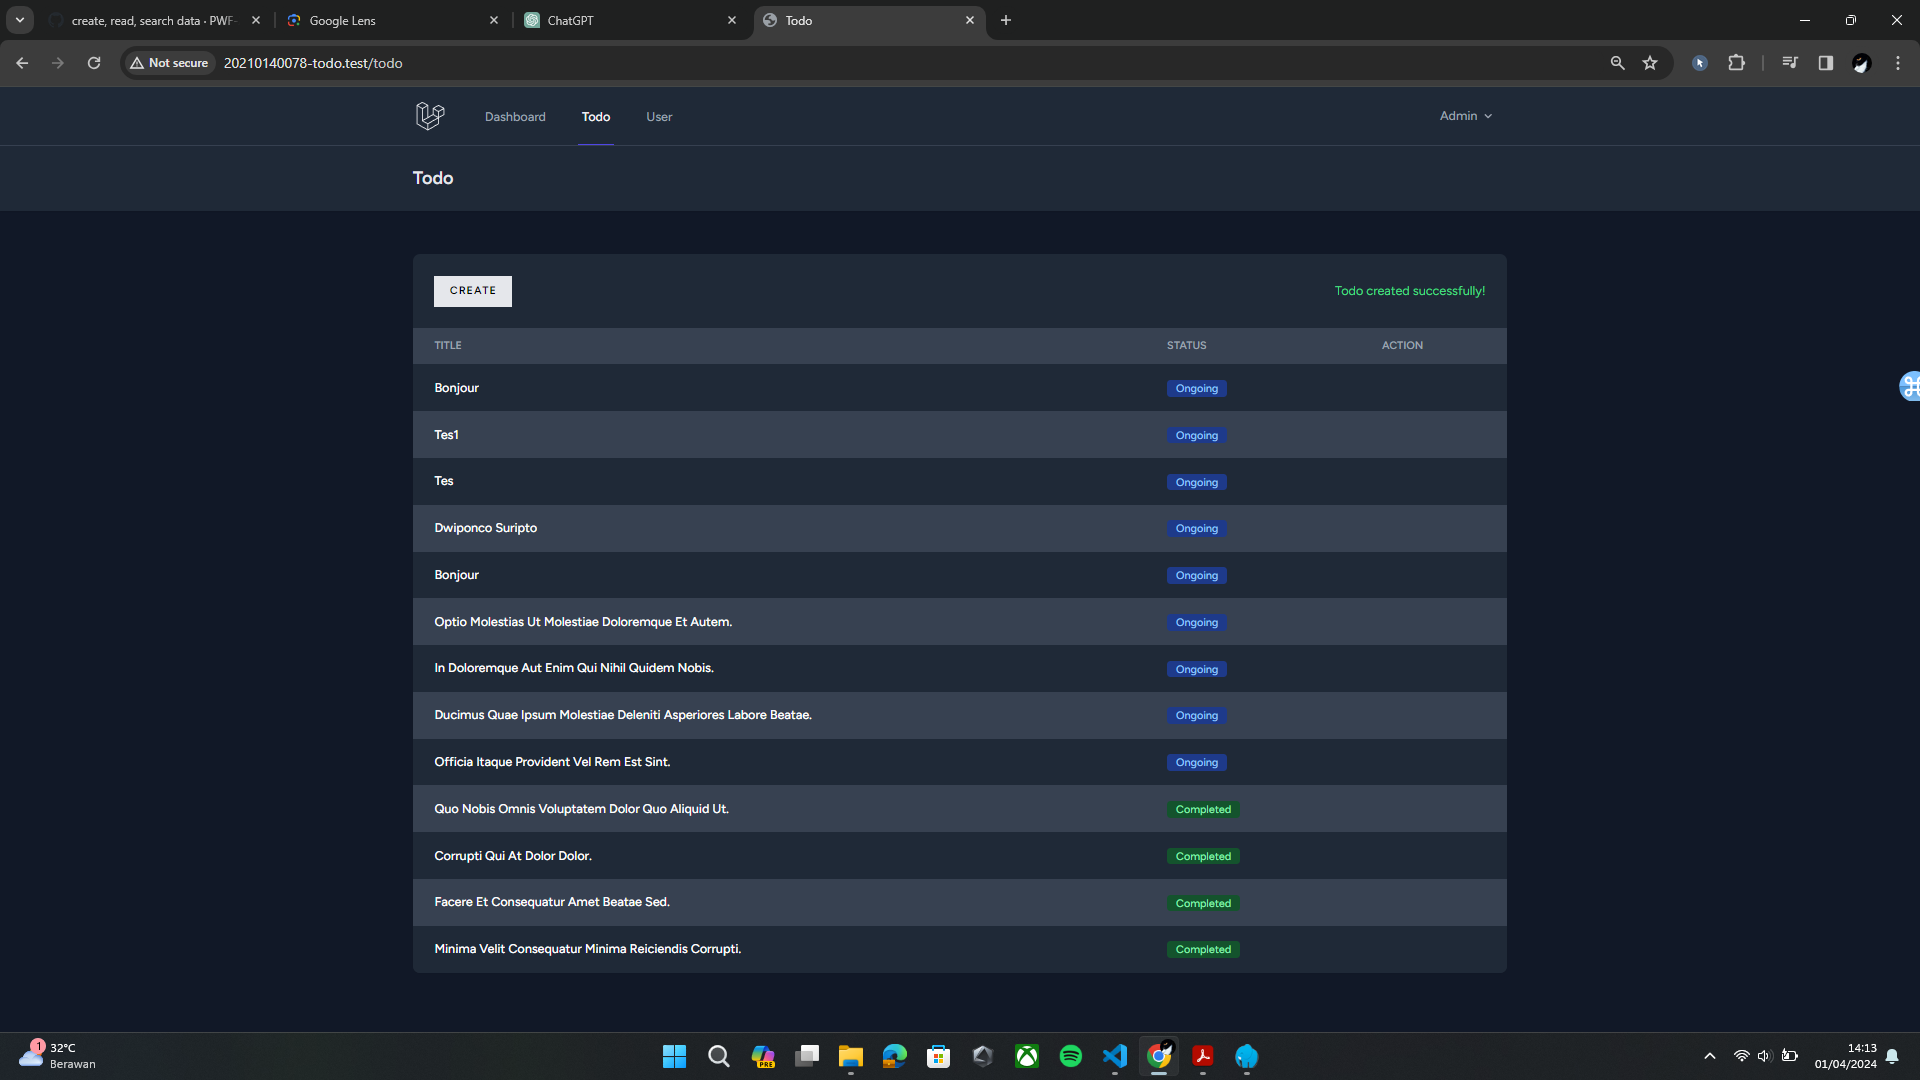 create, read, search data · PWF-
Google Lens
ChatGPT
Todo
Not secure
20210140078-todo.test/todo
Dashboard
Todo
User
Admin
Todo
CREATE
Todo created successfully!
TITLE STATUS ACTION
Bonjour Ongoing
Tes1 Ongoing
Tes Ongoing
Dwiponco Suripto Ongoing
Bonjour Ongoing
Optio Molestias Ut Molestiae Doloremque Et Autem. Ongoing
In Doloremque Aut Enim Qui Nihil Quidem Nobis. Ongoing
Ducimus Quae Ipsum Molestiae Deleniti Asperiores Labore Beatae. Ongoing
Officia Itaque Provident Vel Rem Est Sint. Ongoing
Quo Nobis Omnis Voluptatem Dolor Quo Aliquid Ut. Completed
Corrupti Qui At Dolor Dolor. Completed
Facere Et Consequatur Amet Beatae Sed. Completed
Minima Velit Consequatur Minima Reiciendis Corrupti. Completed
1
32°C
Berawan
PRE
14:13
01/04/2024